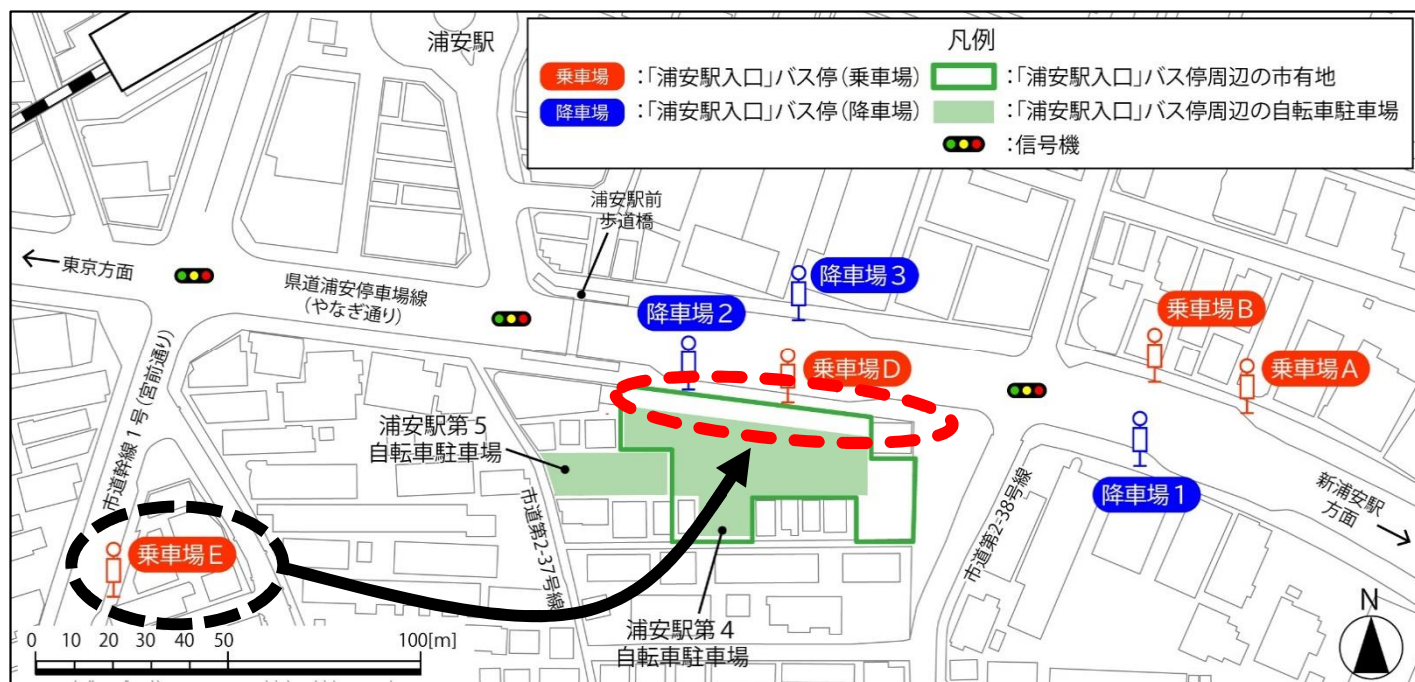 浦安駅
凡例
乗車場 :「浦安駅入口」バス停(乗車場)
:「浦安駅入口」バス停周辺の市有地
降車場 :「浦安駅入口」バス停(降車場)
:「浦安駅入口」バス停周辺の自転車駐車場
:信号機
浦安駅前
歩道橋
←東京方面
県道浦安停車場線
(やなぎ通り)
降車場3
降車場2
乗車場B
乗車場D
乗車場A
市道幹線1号(宮前通り)
浦安駅第5
自転車駐車場
降車場1
新浦安駅
方面
市道第2-37号線
市道第2-38号線
乗車場E
浦安駅第4
自転車駐車場
N
0 10 20 30 40 50 100[m]